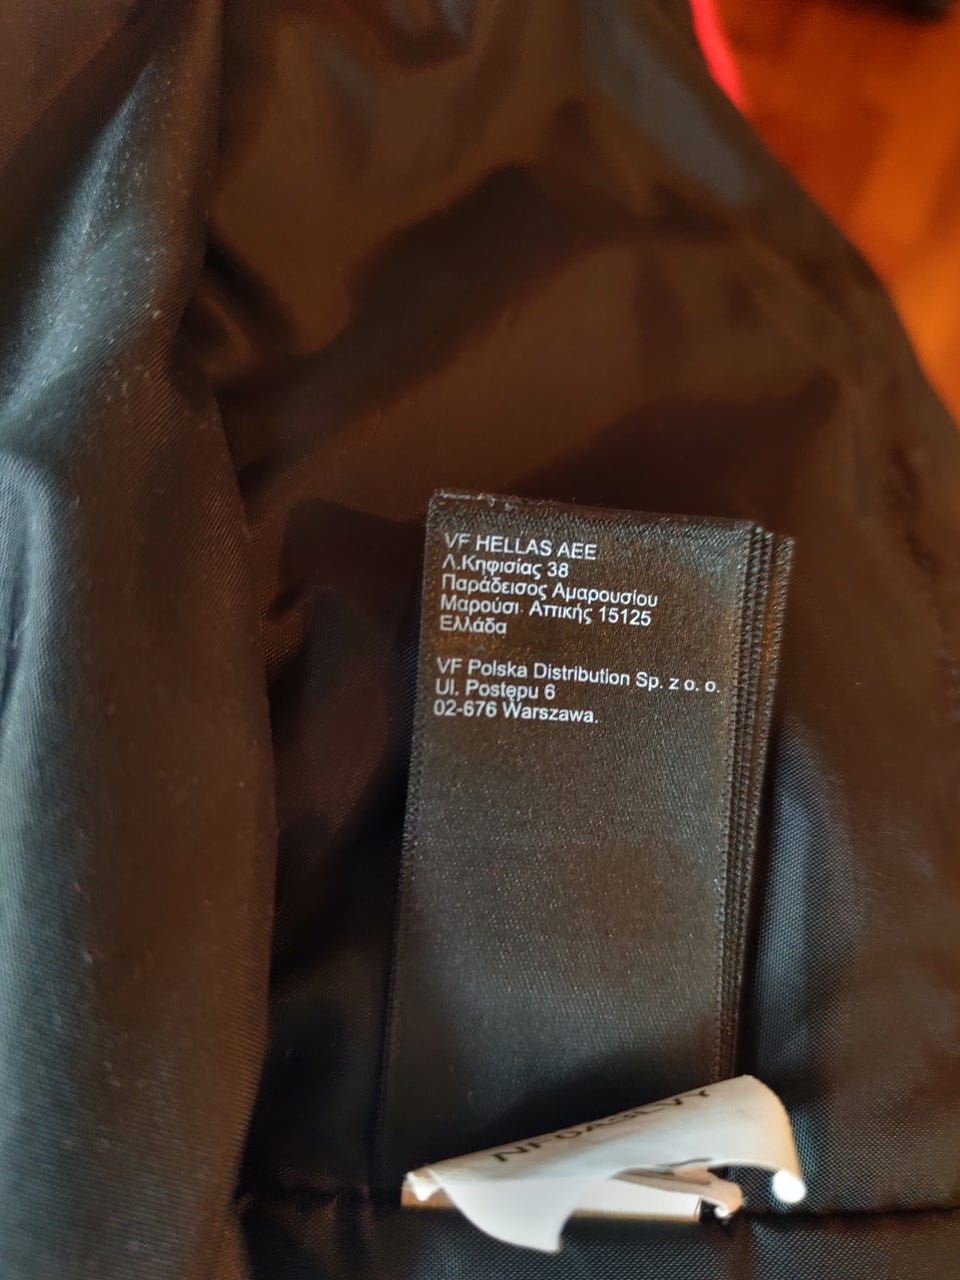 VF HELLAS AEE
Λ.Κηφισίας 38
Παράδεισος Αμαρουσίου
Μαρούσι. Αττικής 15125
Ελλάδα
VF Polska Distribution Sp. z o. o.
Ul. Postępu 6
02-676 Warszawa.